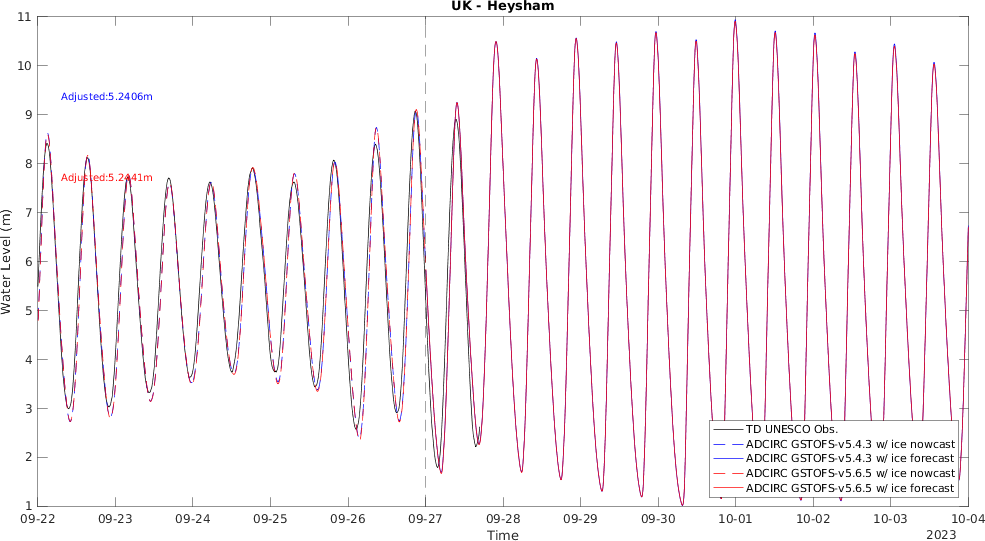 UK - Heysham
11
10
9
8
7
6
5
4
3
2
1
Water Level (m)
Adjusted:5.2406m
Adjusted:5.2441m
TD UNESCO Obs.
ADCIRC GSTOFS-v5.4.3 w/ ice nowcast
ADCIRC GSTOFS-v5.4.3 w/ ice forecast
ADCIRC GSTOFS-v5.6.5 w/ ice nowcast
ADCIRC GSTOFS-v5.6.5 w/ ice forecast
09-22 09-23 09-24 09-25 09-26 09-27 09-28 09-29 09-30 10-01 10-02 10-03 10-04
Time
2023